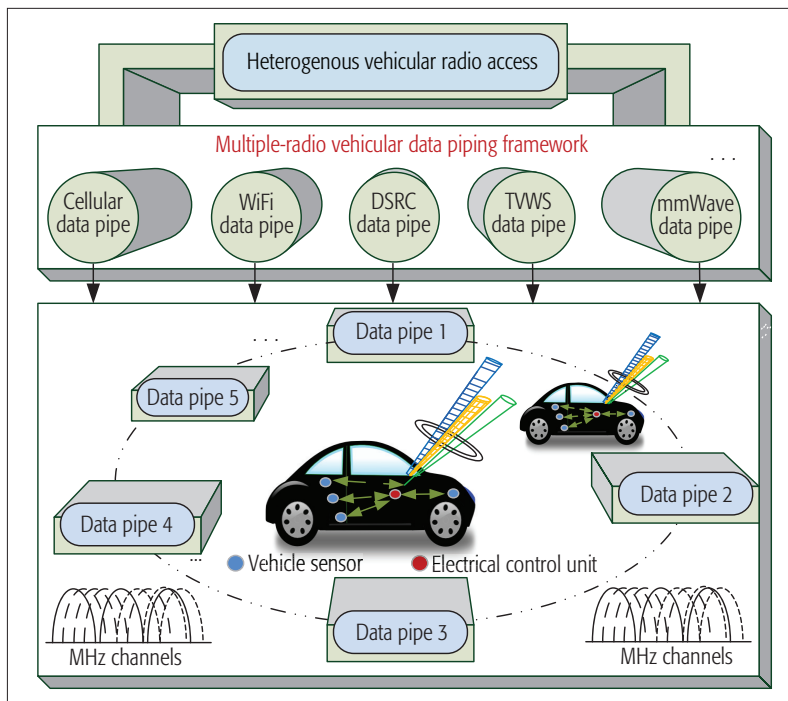 Heterogenous vehicular radio access
Multiple-radio vehicular data piping framework
. . .
Cellular
data pipe
WiFi
data pipe
DSRC
data pipe
TVWS
data pipe
mmWave
data pipe
Data pipe 1
. . .
Data pipe 5
Data pipe 2
Data pipe 4
...
Vehicle sensor
Electrical control unit
Data pipe 3
MHz channels
MHz channels